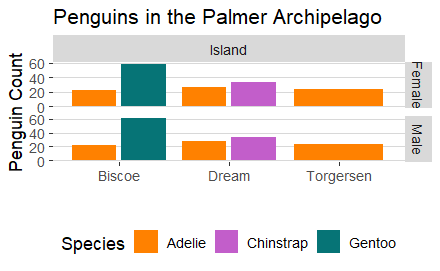 Penguins in the Palmer Archipelago
Island
Penguin Count
60
40
20
0
Female
60
40
20
0
Male
Biscoe Dream Torgersen
Species Adelie Chinstrap Gentoo